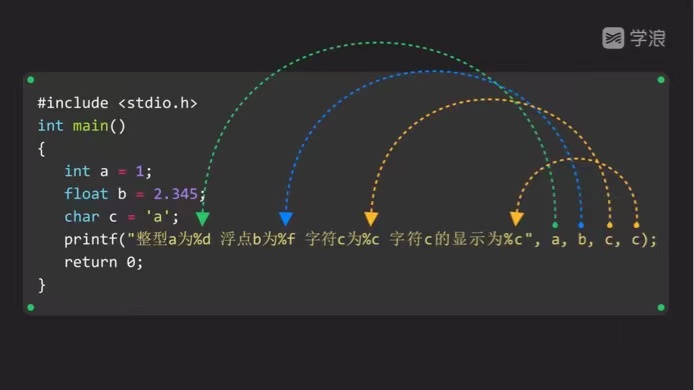 学浪
#include <stdio.h>
int main()
{
int a = 1;
float b = 2.345;
char c = 'a';
printf("整型a为%d 浮点b为%f 字符c为%c 字符c的显示为%c", a, b, c, c);
return 0;
}